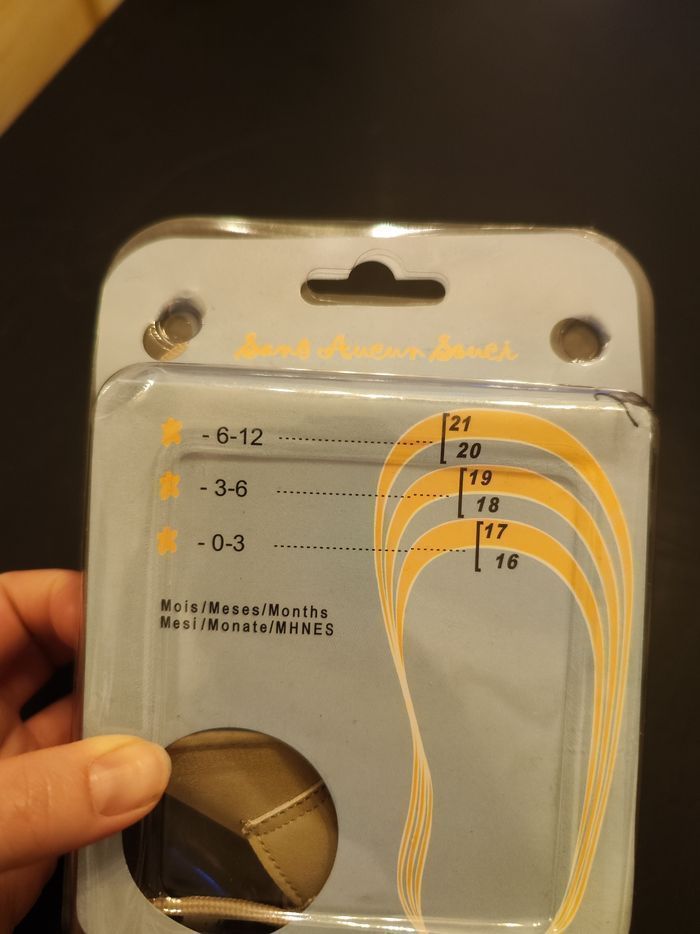 Sans Aucun Souci
- 6-12 .......................... [21
20
- 3-6 .......................... [19
18
- 0-3 .......................... [17
16
Mois/Meses/Months
Mesi/Monate/MHNES